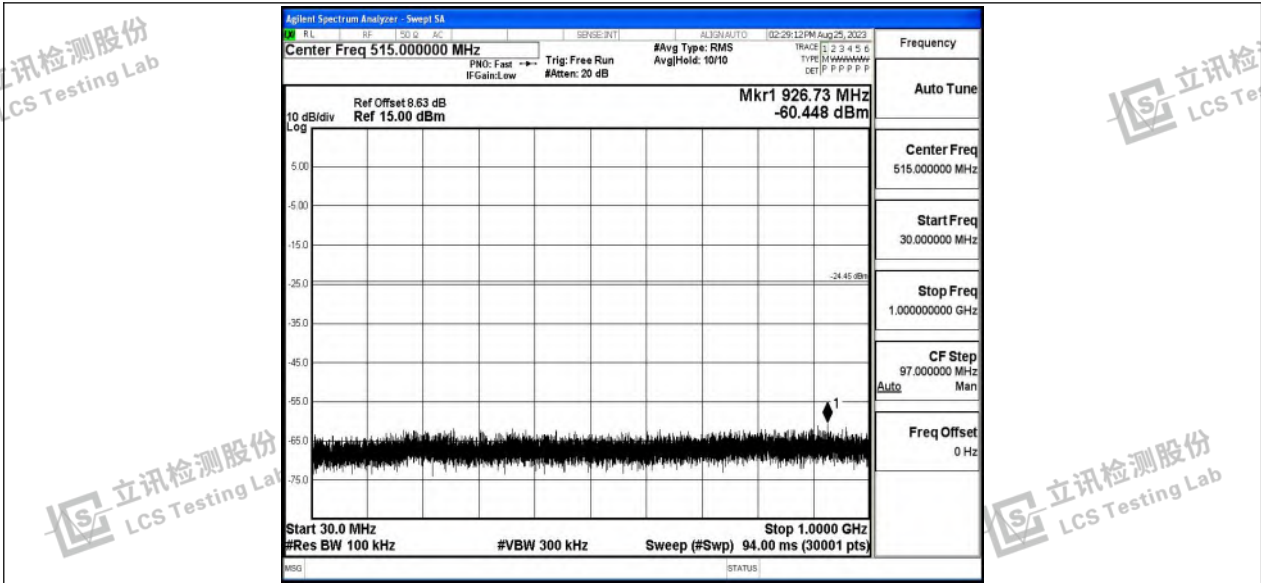 Agilent Spectrum Analyzer - Swept SA
RL RF 50 Ω AC SENSE:INT ALIGNAUTO 02:29:12PM Aug 25, 2023
Center Freq 515.000000 MHz
PNO: Fast
IFGain:Low
Trig: Free Run
#Atten: 20 dB
#Avg Type: RMS
Avg|Hold: 10/10
TRACE 1 2 3 4 5 6
TYPE M WWWWW
DET P P P P P P
Mkr1 926.73 MHz
-60.448 dBm
Ref Offset 8.63 dB
10 dB/div Ref 15.00 dBm
Log
5.00
-5.00
-15.0
-24.45 dBm
-25.0
-35.0
-45.0
-55.0
1
-65.0
-75.0
Start 30.0 MHz
Stop 1.0000 GHz
#Res BW 100 kHz
#VBW 300 kHz
Sweep (#Swp) 94.00 ms (30001 pts)
MSG
STATUS
Frequency
Auto Tune
Center Freq
515.000000 MHz
Start Freq
30.000000 MHz
Stop Freq
1.000000000 GHz
CF Step
97.000000 MHz
Auto Man
Freq Offset
0 Hz
立讯检测股份
LCS Testing Lab
立讯检
LCS Tes
立讯检测股份
LCS Testing Lab
立讯检测股份
LCS Testing Lab